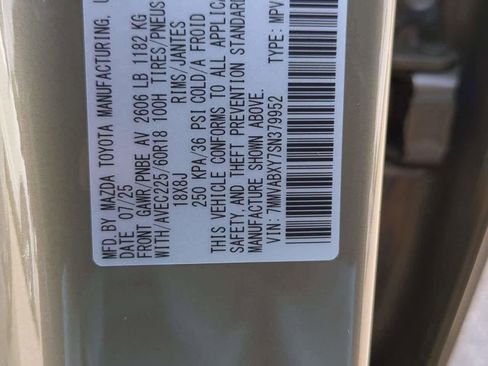 MFD.BY MAZDA TOYOTA MANUFACTURING, U
DATE 07/25
FRONT GAWR/PNBE AV 2606 LB 1182 KG
WITH/AVEC225/60R18 100H TIRES/PNEUS
18X8J RIMS/JANTES
250 KPA/36 PSI COLD/A FROID
THIS VEHICLE CONFORMS TO ALL
SAFETY, AND THEFT PREVENTION STANDAR
MANUFACTURE SHOWN ABOVE.
VIN: 7MMVABXY7SN379952 TYPE: MPV